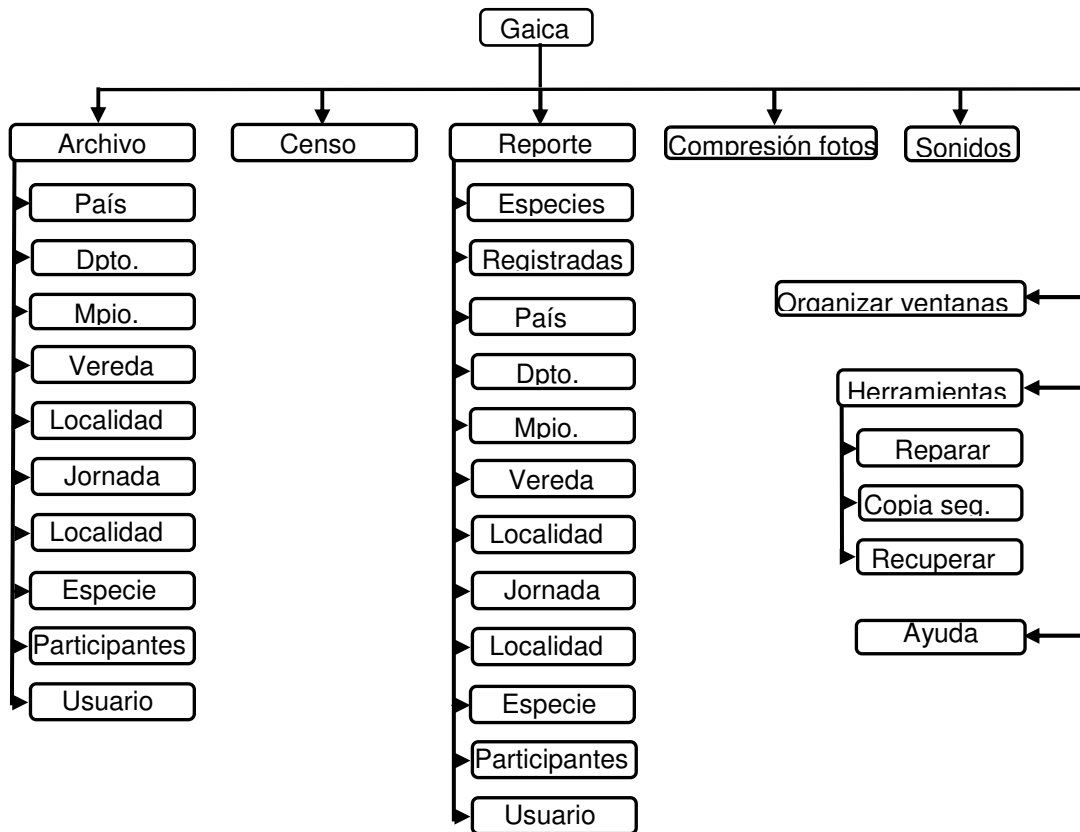 Gaica
Archivo
Censo
Reporte
Compresión fotos
Sonidos
País
Dpto.
Mpio.
Vereda
Localidad
Jornada
Localidad
Especie
Participantes
Usuario
Especies
Registradas
País
Dpto.
Mpio.
Vereda
Localidad
Jornada
Localidad
Especie
Participantes
Usuario
Organizar ventanas
Herramientas
Reparar
Copia seg.
Recuperar
Ayuda